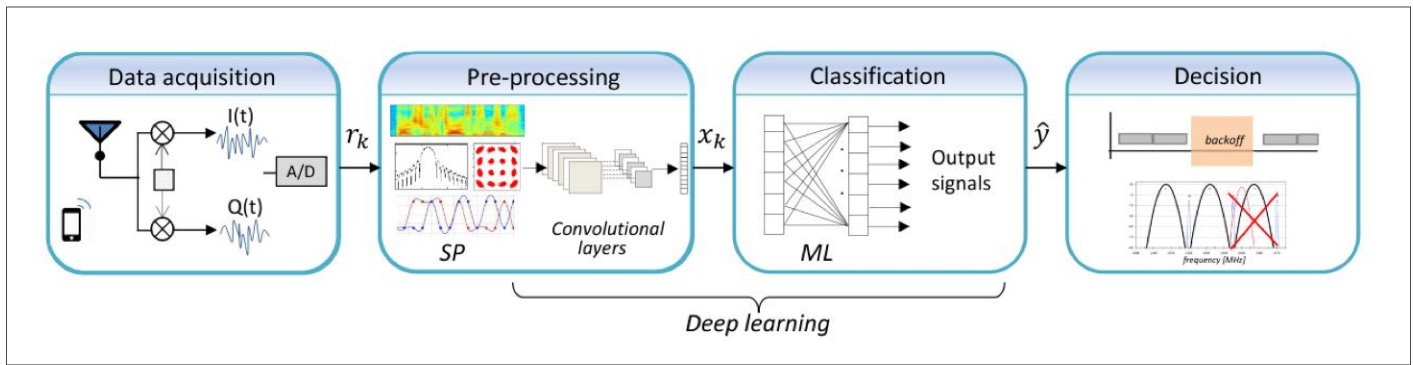 Data acquisition
I(t)
A/D
Q(t)
r_k
Pre-processing
SP
Convolutional
layers
x_k
Classification
Output
signals
ML
ŷ
Decision
backoff
frequency [MHz]
Deep learning